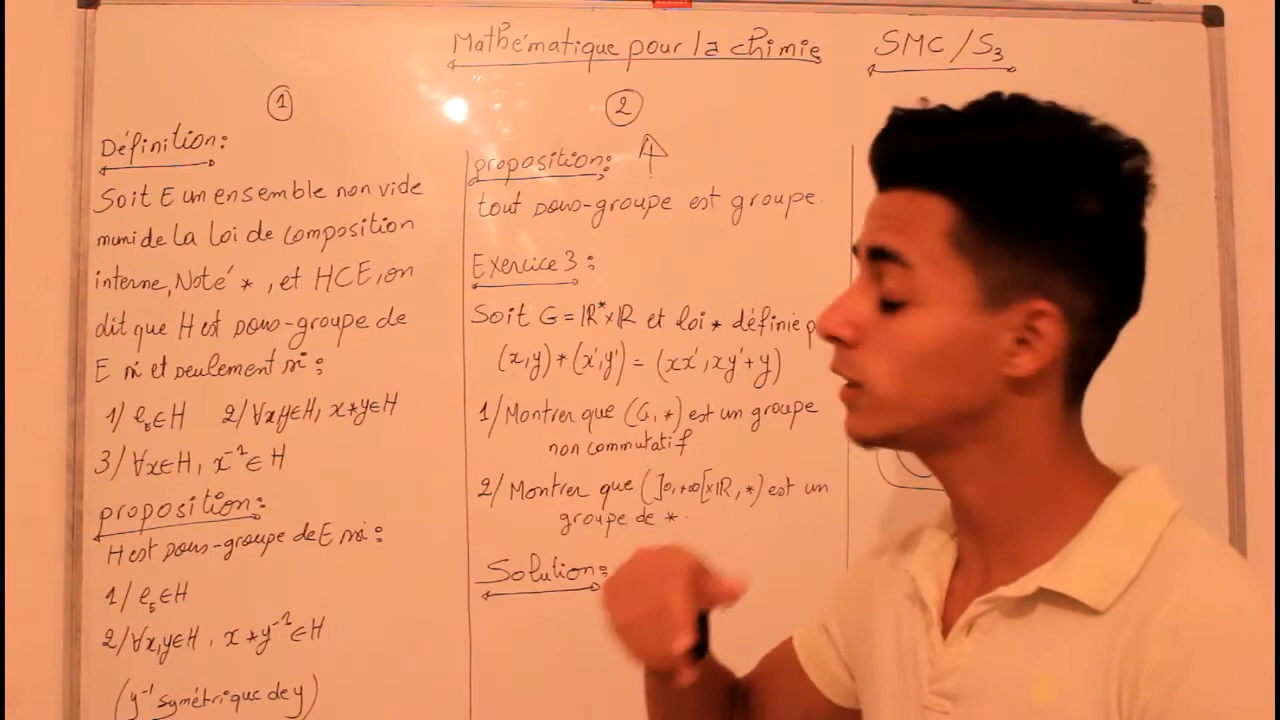 Mathématique pour la chimie SMC/S3
①
Définition:
Soit E un ensemble non vide
muni de la loi de composition
interne, Noté *, et H⊂E, on
dit que H est sous-groupe de
E si et seulement si:
1/ e_E∈H 2/ ∀x,y∈H, x*y∈H
3/ ∀x∈H, x⁻¹∈H
proposition:
H est sous-groupe de E si:
1/ e_E∈H
2/ ∀x,y∈H, x*y⁻¹∈H
(y⁻¹ symétrique de y)
②
proposition:
tout sous-groupe est groupe.
Exercice 3:
Soit G = ℝ*×ℝ et loi * définie p
(x,y)*(x',y') = (xx', xy'+y)
1/ Montrer que (G,*) est un groupe
non commutatif.
2/ Montrer que (]0,+∞[×ℝ,*) est un
groupe de *.
Solution: